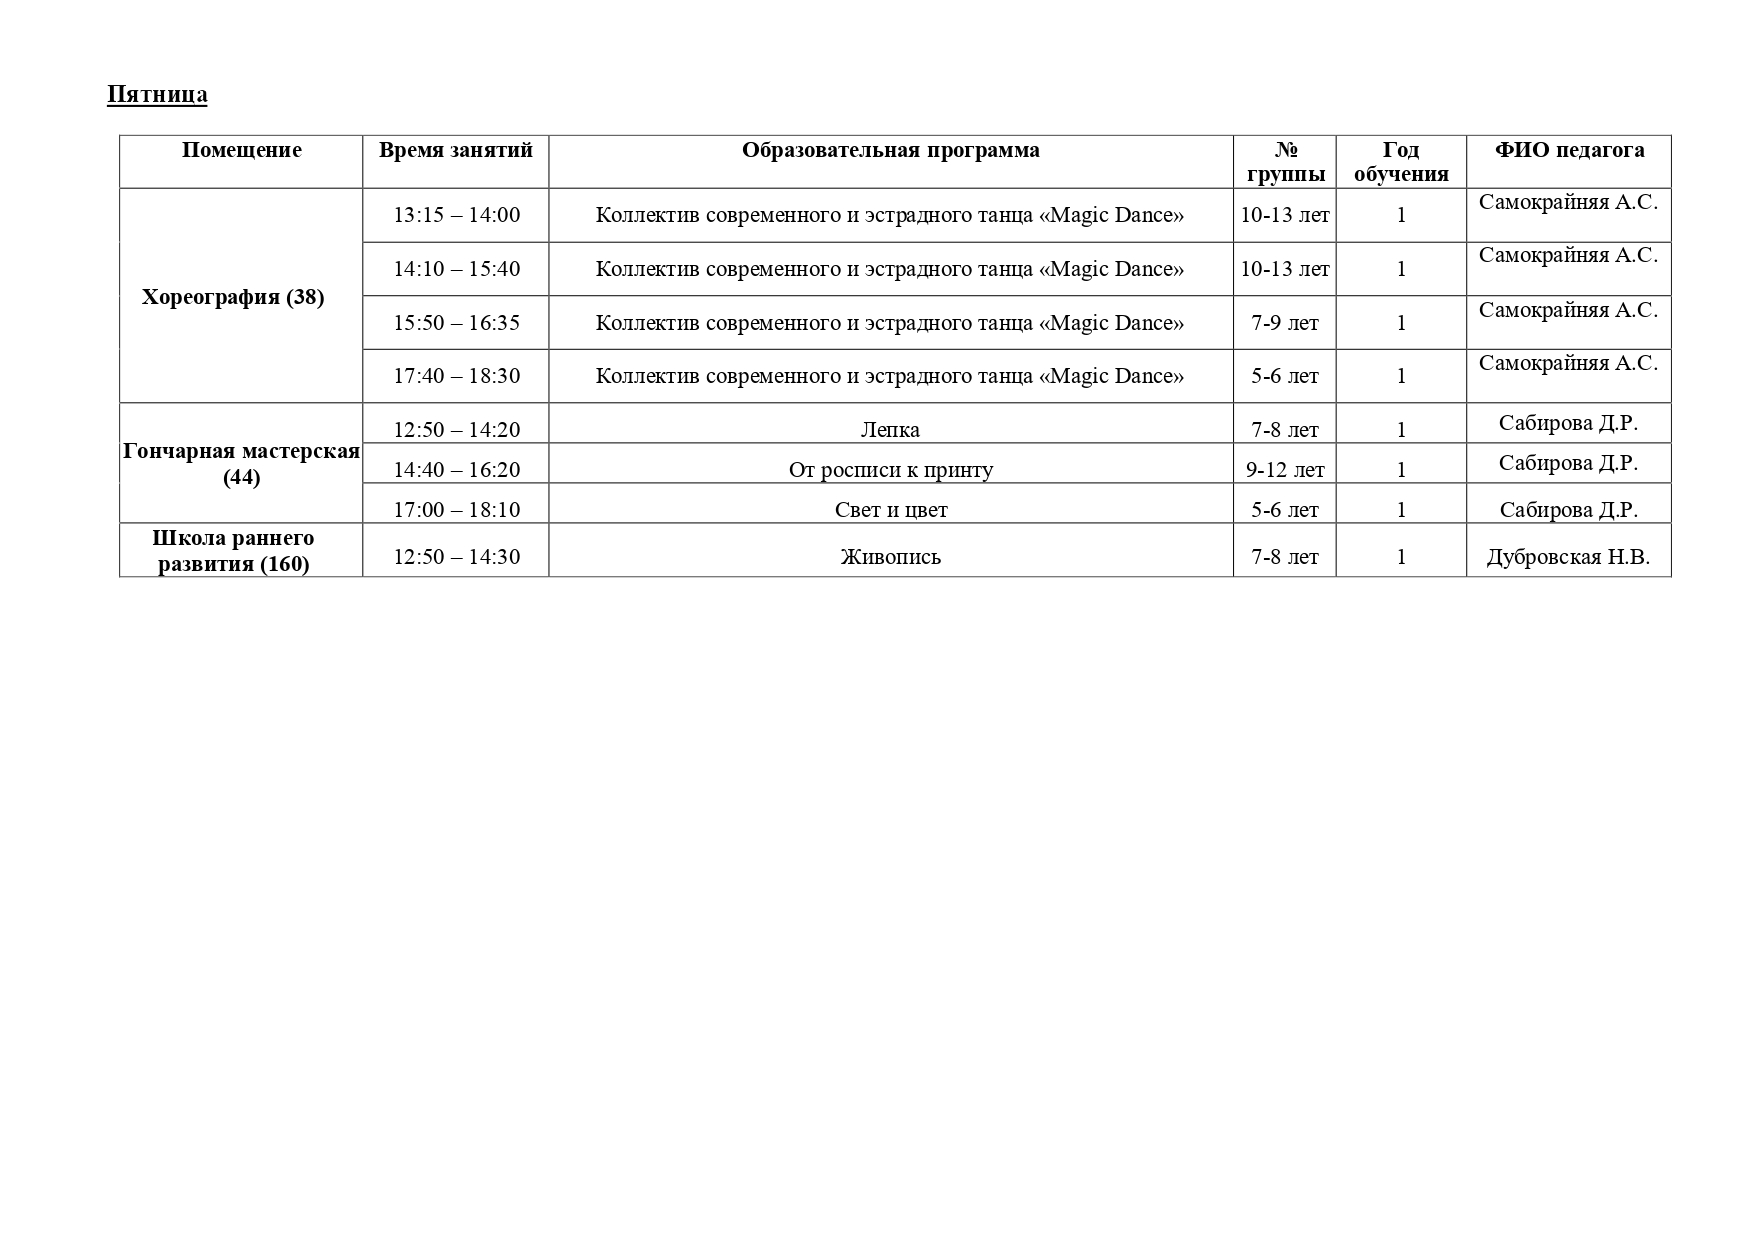 Пятница
Помещение Время занятий Образовательная программа № группы Год обучения ФИО педагога
Хореография (38)
13:15 – 14:00 Коллектив современного и эстрадного танца «Magic Dance» 10-13 лет 1 Самокрайняя А.С.
14:10 – 15:40 Коллектив современного и эстрадного танца «Magic Dance» 10-13 лет 1 Самокрайняя А.С.
15:50 – 16:35 Коллектив современного и эстрадного танца «Magic Dance» 7-9 лет 1 Самокрайняя А.С.
17:40 – 18:30 Коллектив современного и эстрадного танца «Magic Dance» 5-6 лет 1 Самокрайняя А.С.
Гончарная мастерская
(44)
12:50 – 14:20 Лепка 7-8 лет 1 Сабирова Д.Р.
14:40 – 16:20 От росписи к принту 9-12 лет 1 Сабирова Д.Р.
17:00 – 18:10 Свет и цвет 5-6 лет 1 Сабирова Д.Р.
Школа раннего
развития (160)
12:50 – 14:30 Живопись 7-8 лет 1 Дубровская Н.В.